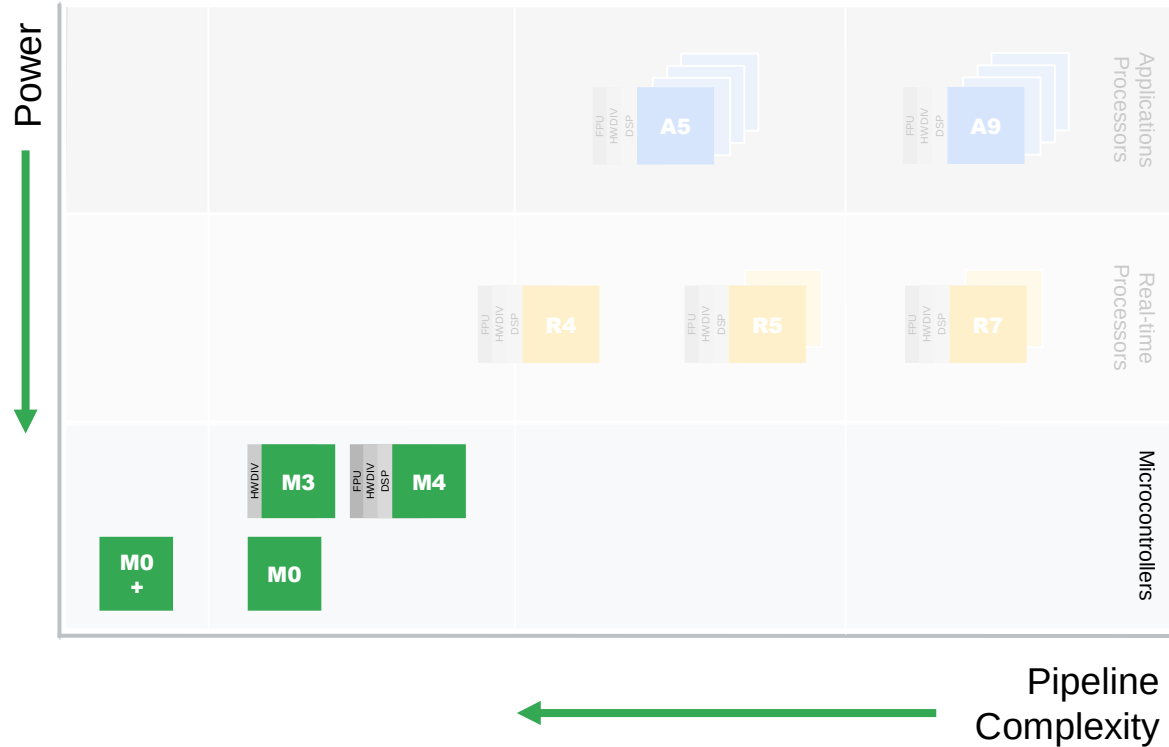 Power
FPU
HWDIV
DSP
A5
FPU
HWDIV
DSP
A9
Applications
Processors
FPU
HWDIV
DSP
R4
FPU
HWDIV
DSP
R5
FPU
HWDIV
DSP
R7
Real-time
Processors
HWDIV
M3
FPU
HWDIV
DSP
M4
M0
+
M0
Microcontrollers
Pipeline
Complexity